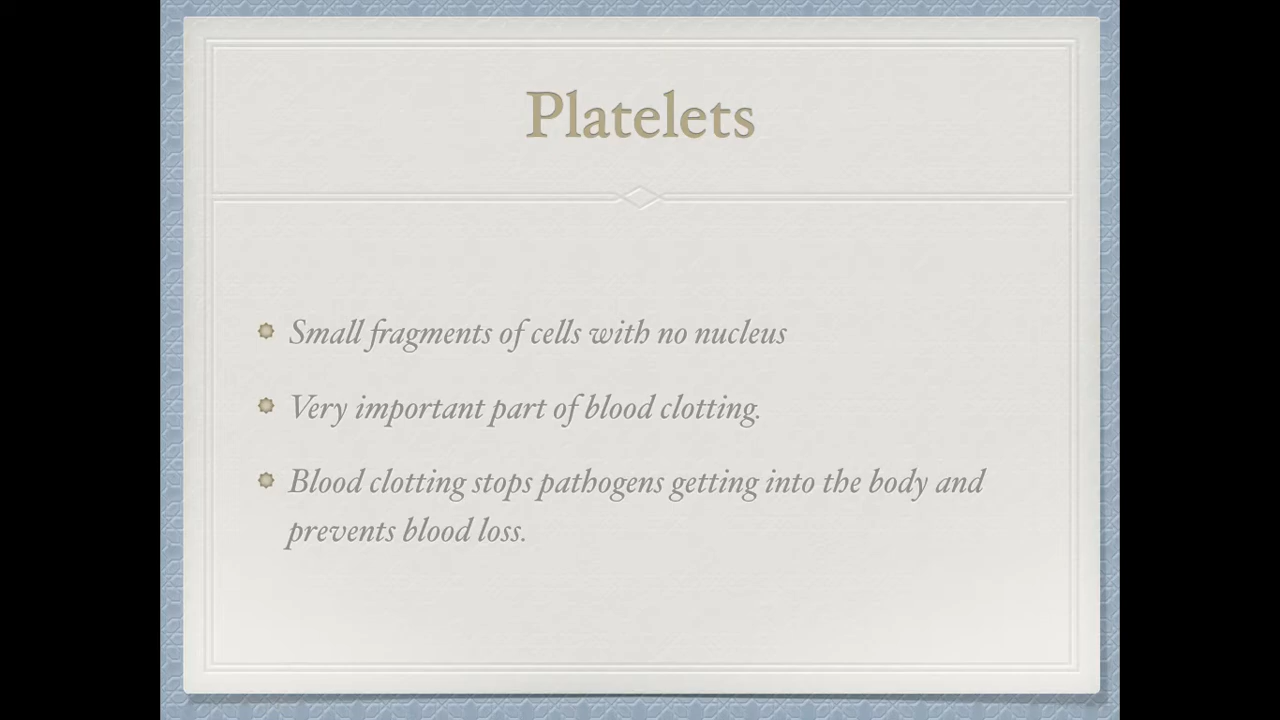 Platelets
Small fragments of cells with no nucleus
Very important part of blood clotting.
Blood clotting stops pathogens getting into the body and
prevents blood loss.